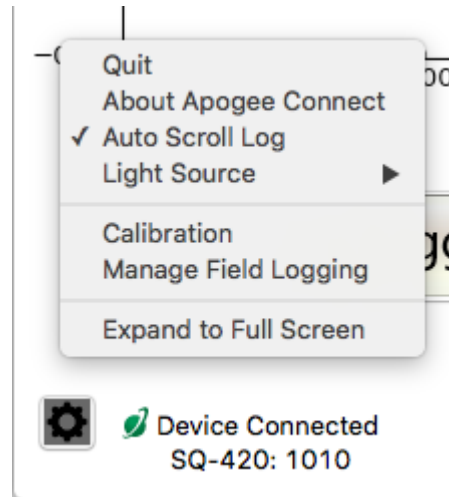 Quit
About Apogee Connect
✓ Auto Scroll Log
Light Source ▶
Calibration
Manage Field Logging
Expand to Full Screen
Device Connected
SQ-420: 1010